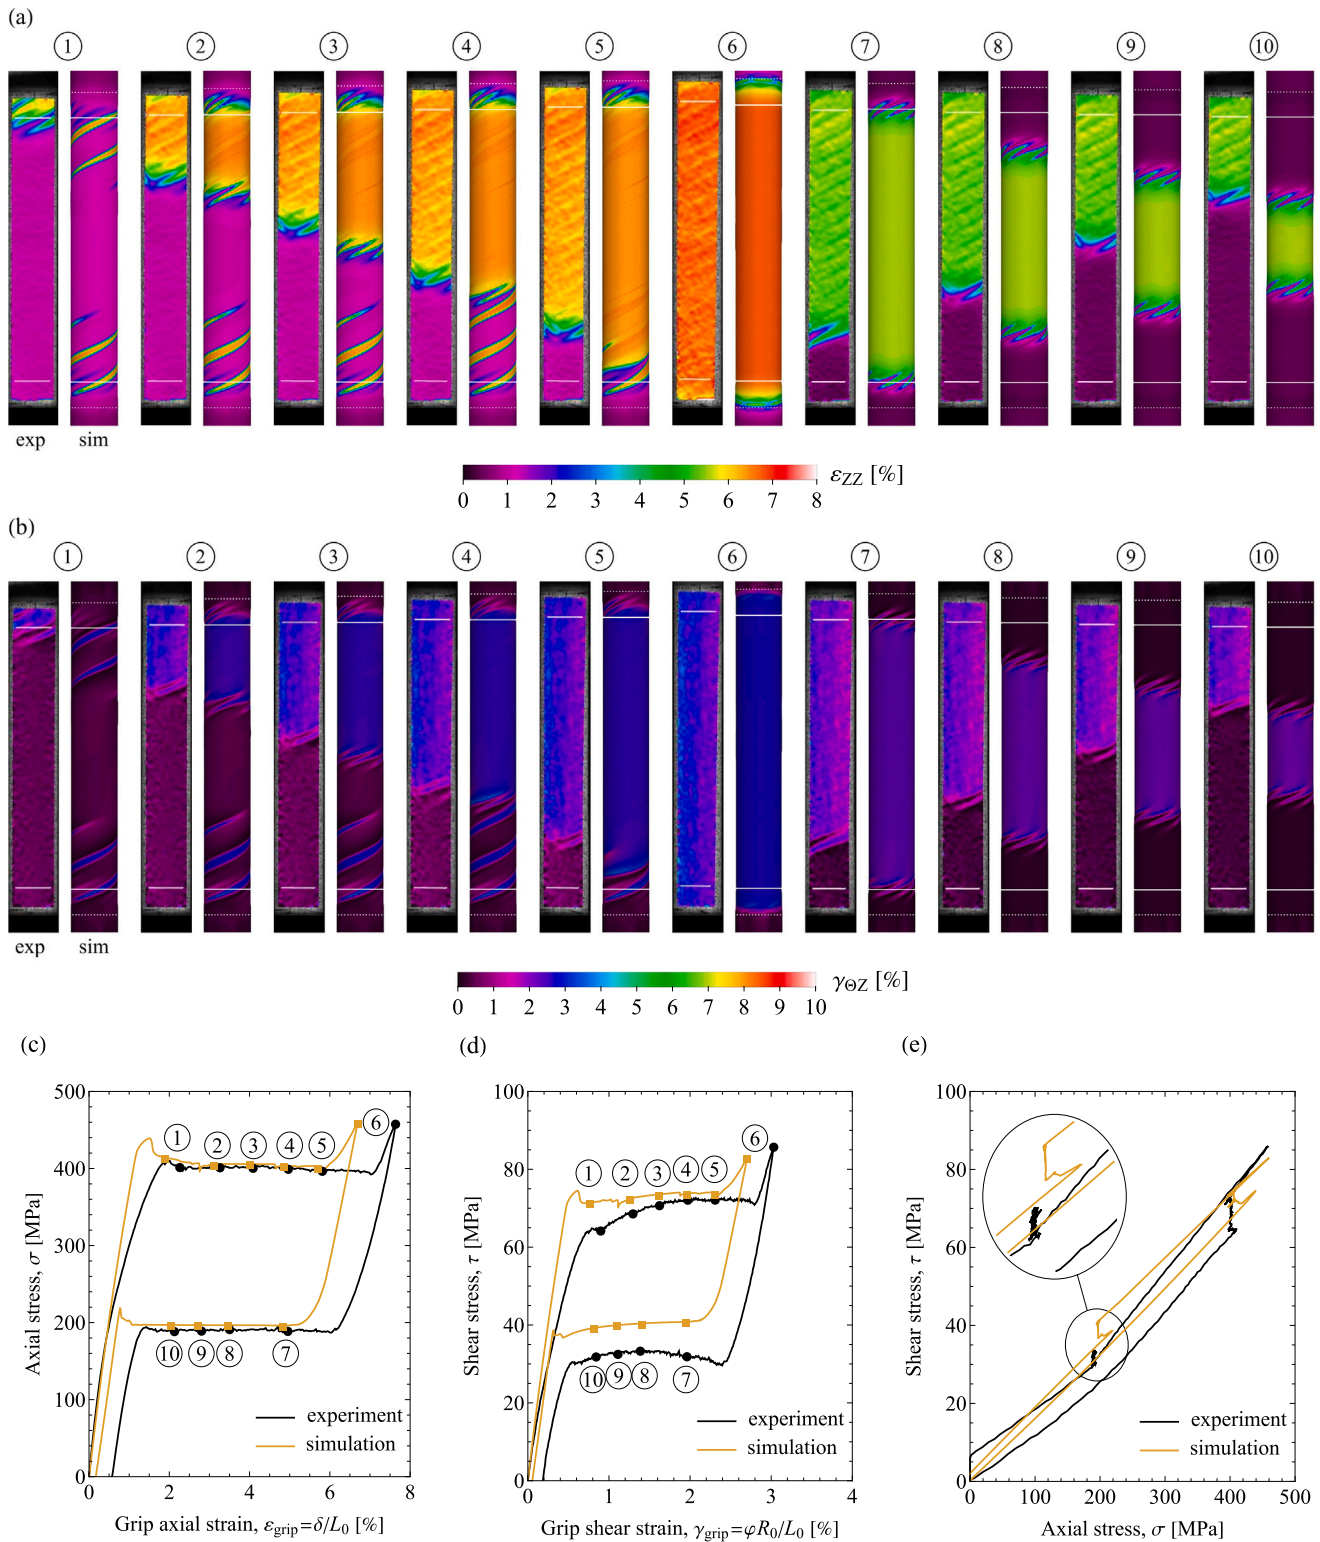 (a)
① ② ③ ④ ⑤ ⑥ ⑦ ⑧ ⑨ ⑩
exp sim
0 1 2 3 4 5 6 7 8
εZZ [%]
(b)
① ② ③ ④ ⑤ ⑥ ⑦ ⑧ ⑨ ⑩
exp sim
0 1 2 3 4 5 6 7 8 9 10
γΘZ [%]
(c)
Axial stress, σ [MPa]
500
400
300
200
100
0
① ② ③ ④ ⑤ ⑥
⑩ ⑨ ⑧ ⑦
experiment
simulation
0 2 4 6 8
Grip axial strain, εgrip=δ/L0 [%]
(d)
Shear stress, τ [MPa]
100
80
60
40
20
0
① ② ③ ④ ⑤ ⑥
⑩ ⑨ ⑧ ⑦
experiment
simulation
0 1 2 3 4
Grip shear strain, γgrip=φR0/L0 [%]
(e)
Shear stress, τ [MPa]
100
80
60
40
20
0
experiment
simulation
0 100 200 300 400 500
Axial stress, σ [MPa]